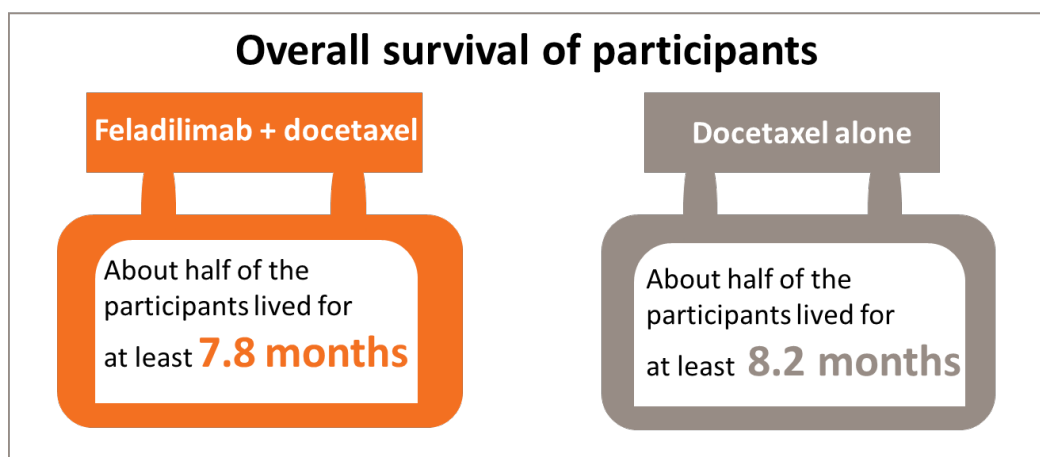 Overall survival of participants
Feladilimab + docetaxel
About half of the
participants lived for
at least 7.8 months
Docetaxel alone
About half of the
participants lived for
at least 8.2 months